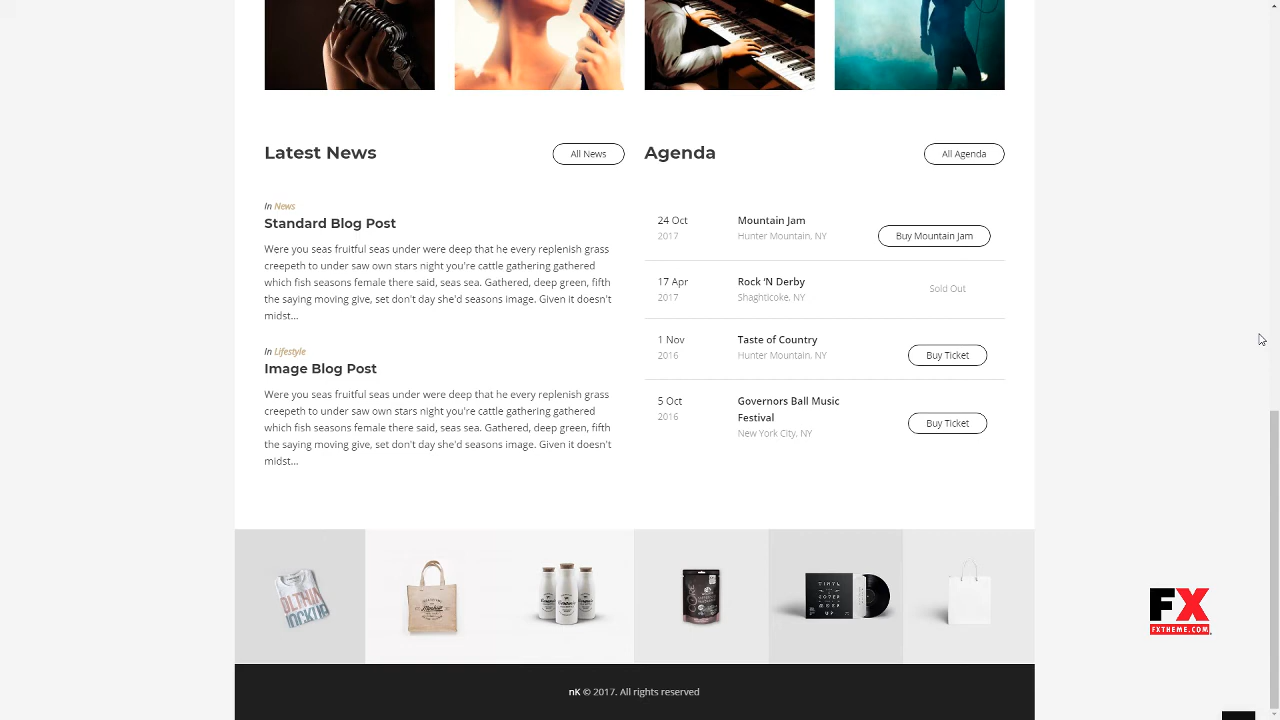 Latest News
All News
In News
Standard Blog Post
Were you seas fruitful seas under were deep that he every replenish grass
creepeth to under saw own stars night you're cattle gathering gathered
which fish seasons female there said, seas sea. Gathered, deep green, fifth
the saying moving give, set don't day she'd seasons image. Given it doesn't
midst...
In Lifestyle
Image Blog Post
Were you seas fruitful seas under were deep that he every replenish grass
creepeth to under saw own stars night you're cattle gathering gathered
which fish seasons female there said, seas sea. Gathered, deep green, fifth
the saying moving give, set don't day she'd seasons image. Given it doesn't
midst...
Agenda
All Agenda
24 Oct
2017
Mountain Jam
Hunter Mountain, NY
Buy Mountain Jam
17 Apr
2017
Rock ‘N Derby
Shaghticoke, NY
Sold Out
1 Nov
2016
Taste of Country
Hunter Mountain, NY
Buy Ticket
5 Oct
2016
Governors Ball Music
Festival
New York City, NY
Buy Ticket
FX
FXTHEME.COM
nK © 2017. All rights reserved